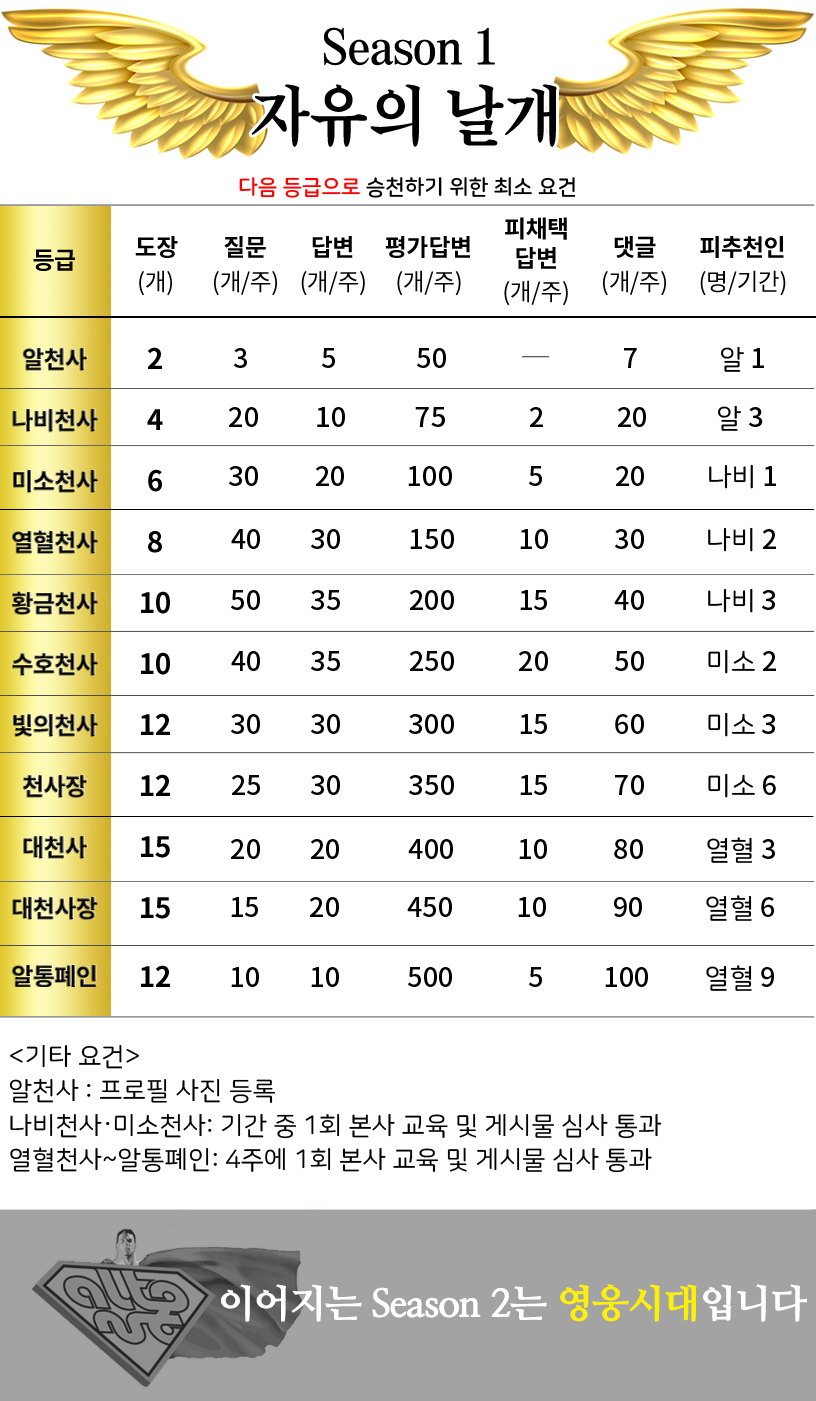 Season 1
자유의 날개
다음 등급으로 승천하기 위한 최소 요건
등급 도장 (개) 질문 (개/주) 답변 (개/주) 평가답변 (개/주) 피채택 답변 (개/주) 댓글 (개/주) 피추천인 (명/기간)
알천사 2 3 5 50 — 7 알 1
나비천사 4 20 10 75 2 20 알 3
미소천사 6 30 20 100 5 20 나비 1
열혈천사 8 40 30 150 10 30 나비 2
황금천사 10 50 35 200 15 40 나비 3
수호천사 10 40 35 250 20 50 미소 2
빛의천사 12 30 30 300 15 60 미소 3
천사장 12 25 30 350 15 70 미소 6
대천사 15 20 20 400 10 80 열혈 3
대천사장 15 15 20 450 10 90 열혈 6
알통폐인 12 10 10 500 5 100 열혈 9
<기타 요건>
알천사 : 프로필 사진 등록
나비천사·미소천사: 기간 중 1회 본사 교육 및 게시물 심사 통과
열혈천사~알통폐인: 4주에 1회 본사 교육 및 게시물 심사 통과
이어지는 Season 2는 영웅시대입니다